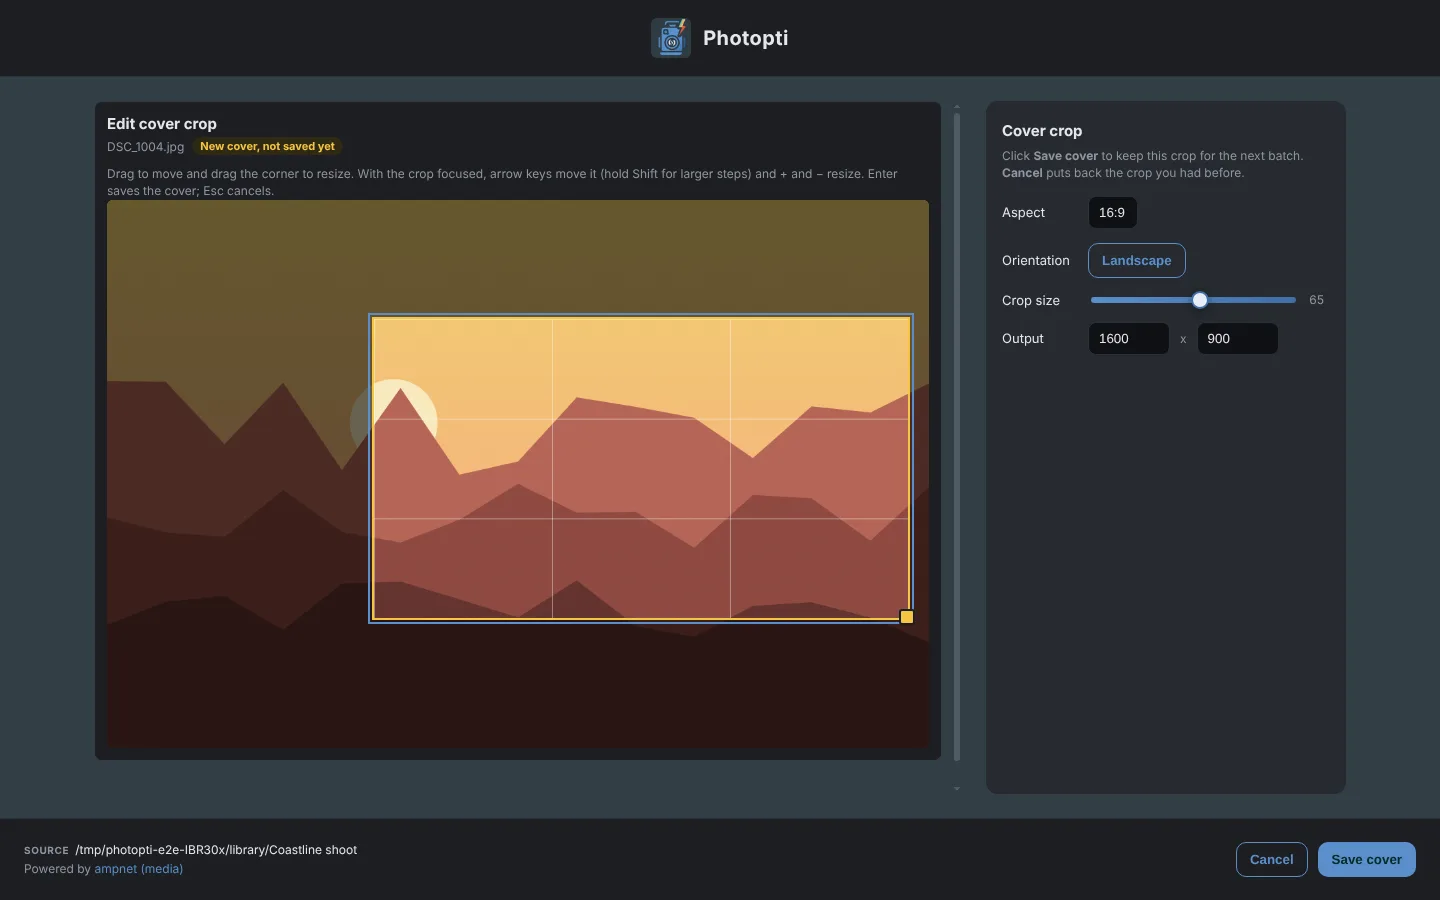 Photopti
Edit cover crop
DSC_1004.jpg New cover, not saved yet
Drag to move and drag the corner to resize. With the crop focused, arrow keys move it (hold Shift for larger steps) and + and − resize. Enter
saves the cover; Esc cancels.
Cover crop
Click Save cover to keep this crop for the next batch.
Cancel puts back the crop you had before.
Aspect 16:9
Orientation Landscape
Crop size 65
Output 1600 x 900
SOURCE /tmp/photopti-e2e-IBR30x/library/Coastline shoot
Powered by ampnet (media)
Cancel Save cover